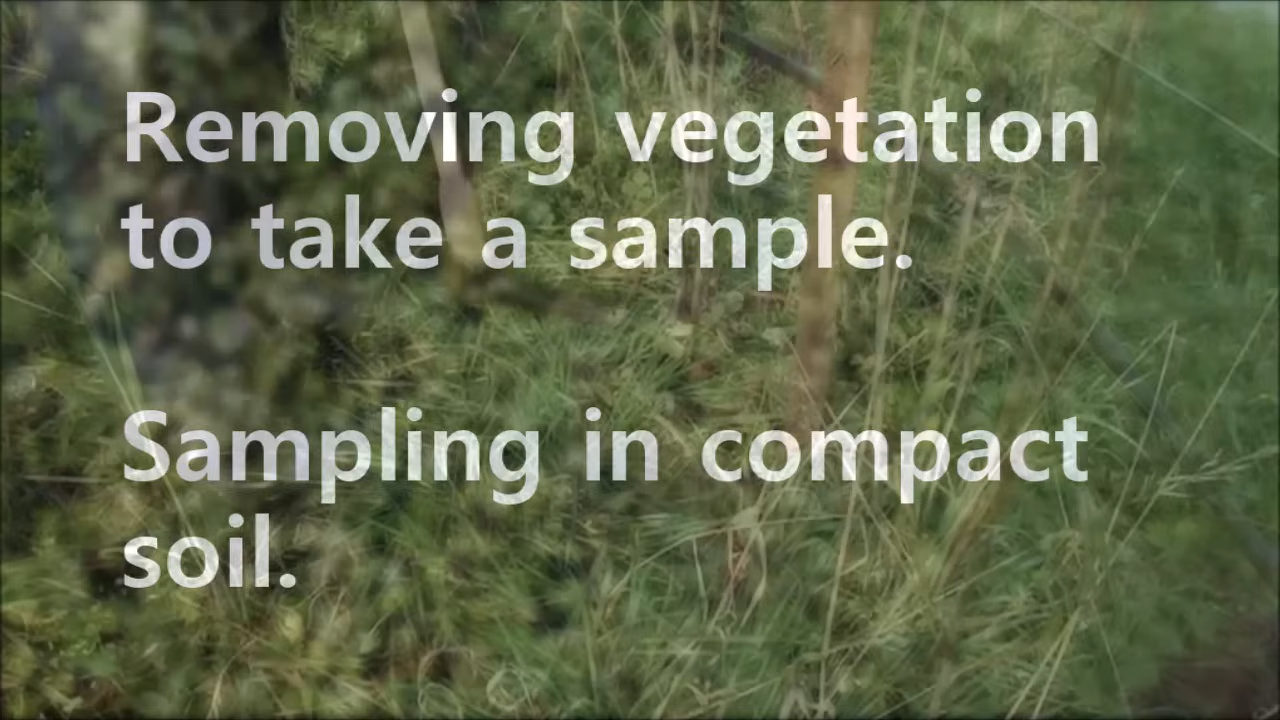 Removing vegetation
to take a sample.
Sampling in compact
soil.